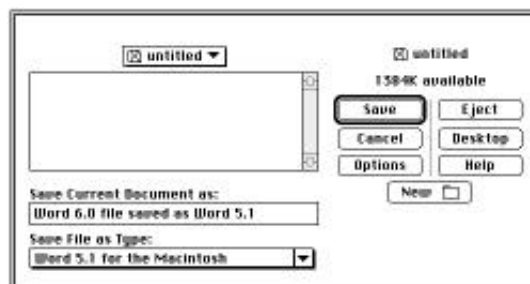 untitled
untitled
1384K available
Save
Eject
Cancel
Desktop
Options
Help
New
Save Current Document as:
Word 6.0 file saved as Word 5.1
Save File as Type:
Word 5.1 for the Macintosh